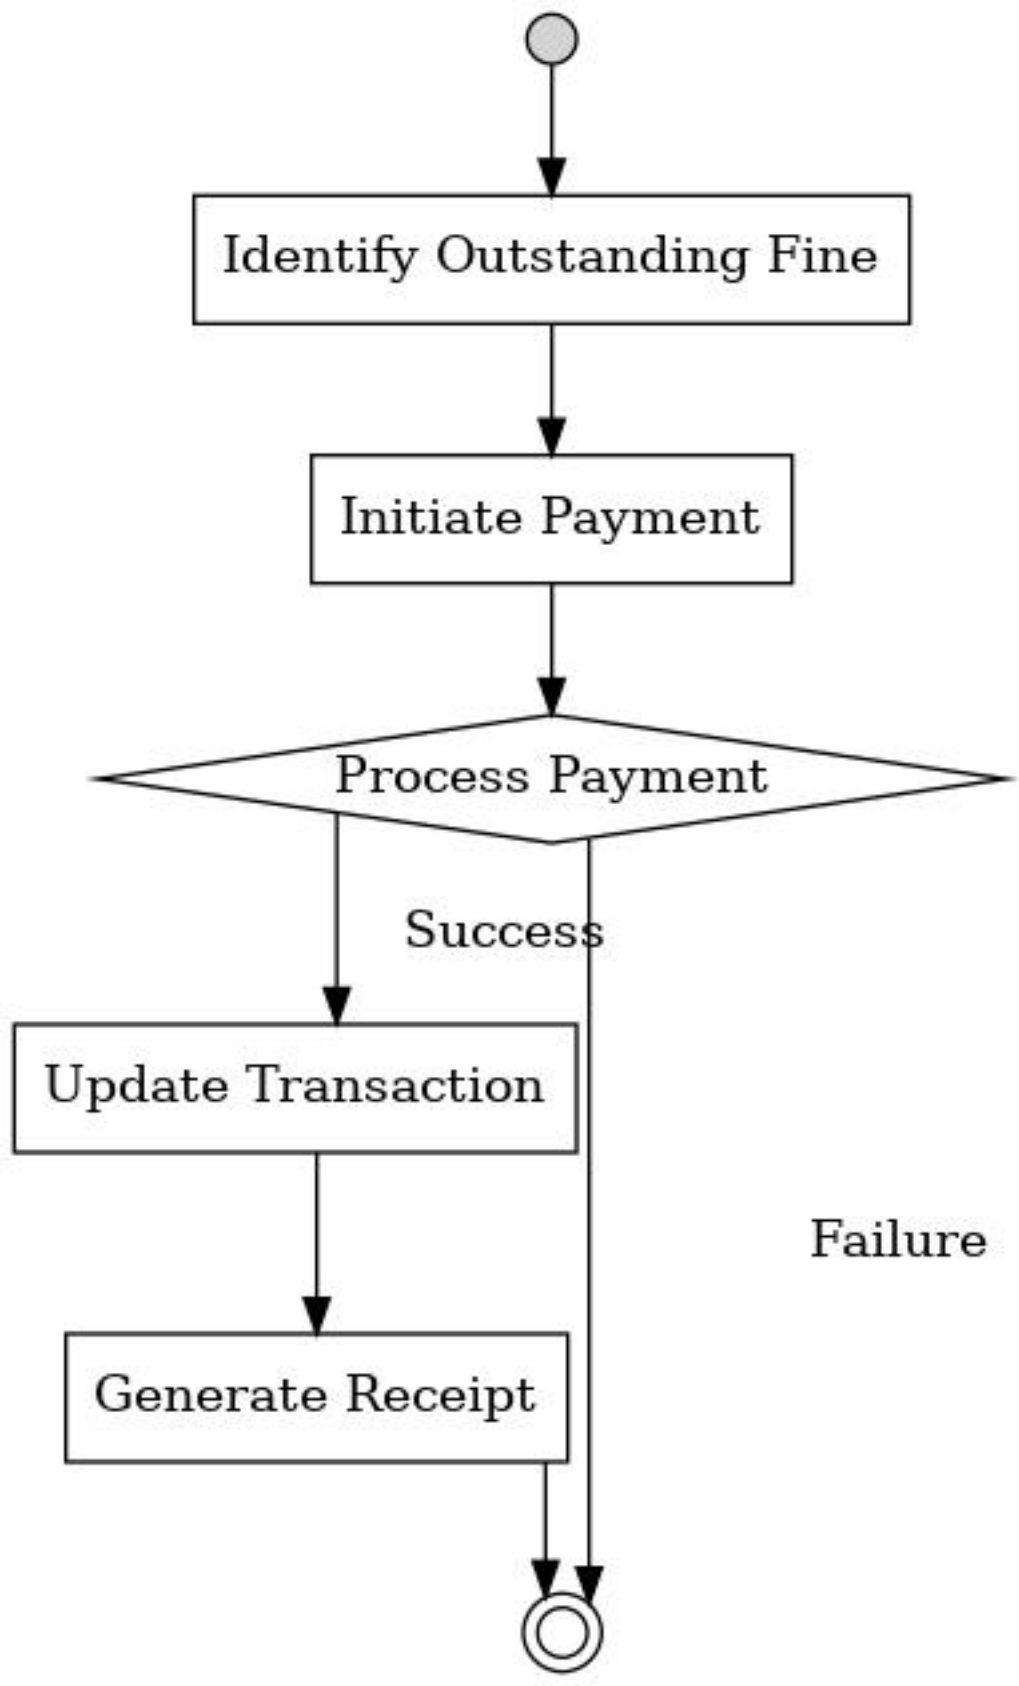 Identify Outstanding Fine
Initiate Payment
Process Payment
Success
Update Transaction
Failure
Generate Receipt